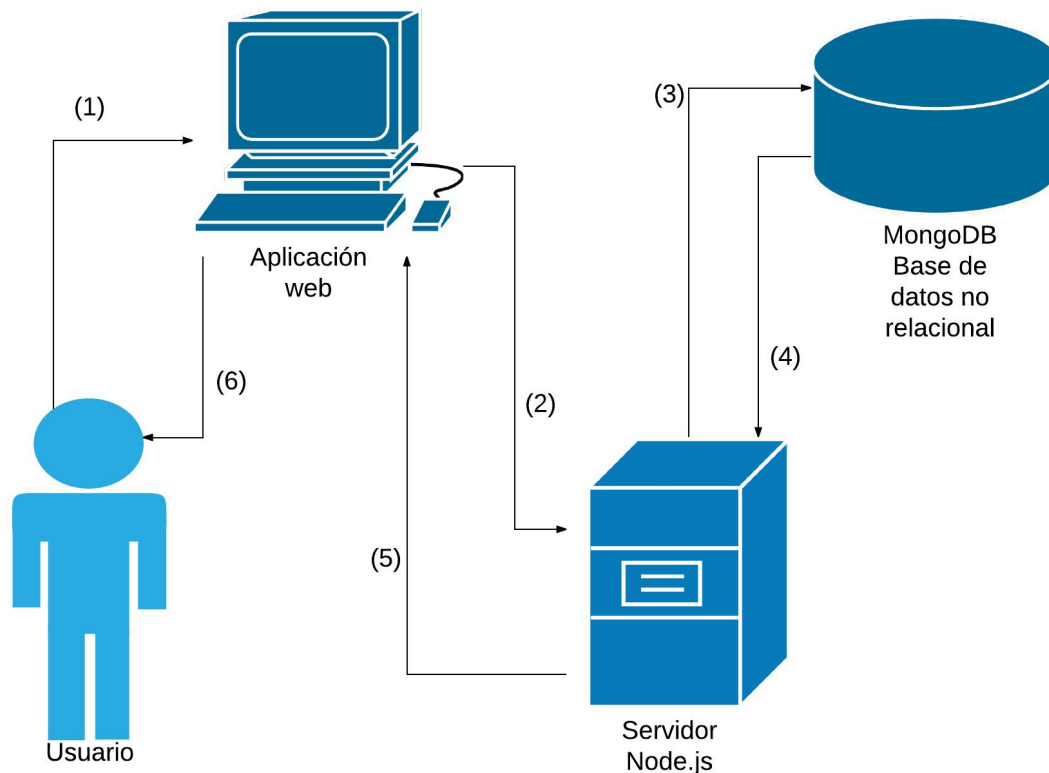 (1)
(3)
Aplicación
web
MongoDB
Base de
datos no
relacional
(4)
(6)
(2)
(5)
Usuario
Servidor
Node.js